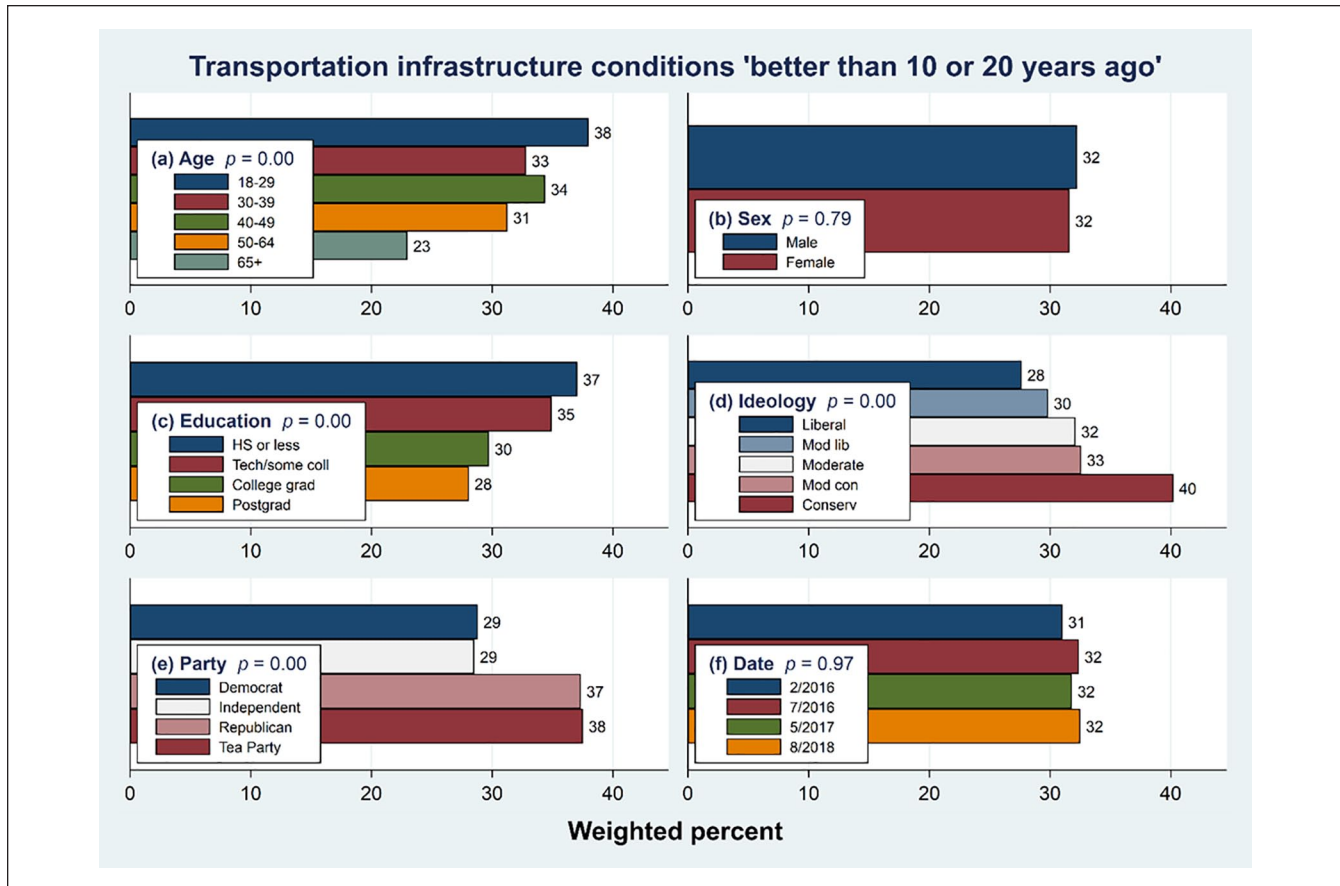 Transportation infrastructure conditions 'better than 10 or 20 years ago'
(a) Age p = 0.00
18-29
30-39
40-49
50-64
65+
38
33
34
31
23
0 10 20 30 40
(b) Sex p = 0.79
Male
Female
32
32
0 10 20 30 40
(c) Education p = 0.00
HS or less
Tech/some coll
College grad
Postgrad
37
35
30
28
0 10 20 30 40
(d) Ideology p = 0.00
Liberal
Mod lib
Moderate
Mod con
Conserv
28
30
32
33
40
0 10 20 30 40
(e) Party p = 0.00
Democrat
Independent
Republican
Tea Party
29
29
37
38
0 10 20 30 40
(f) Date p = 0.97
2/2016
7/2016
5/2017
8/2018
31
32
32
32
0 10 20 30 40
Weighted percent